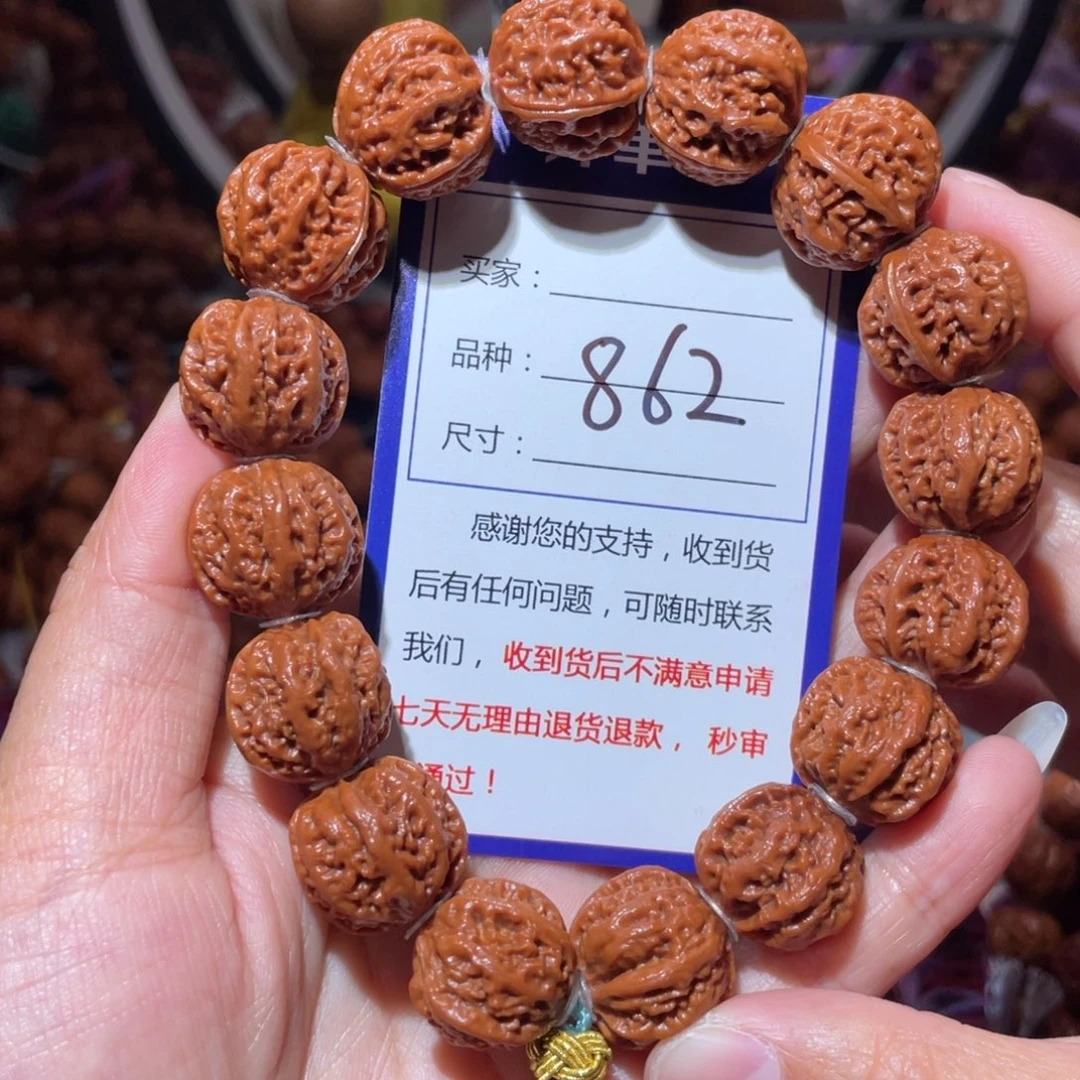 买家：
品种： 862
尺寸：
感谢您的支持，收到货
后有任何问题，可随时联系
我们，收到货后不满意申请
七天无理由退货退款， 秒审
通过！